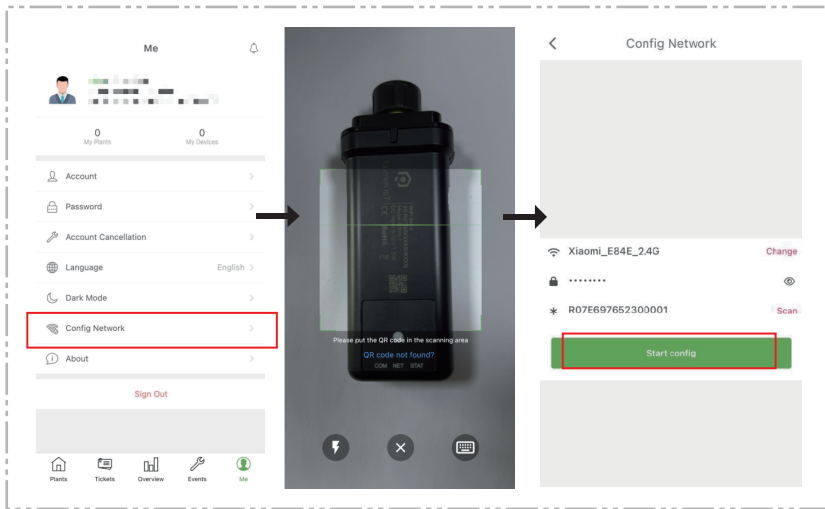 Me
0
My Plants
0
My Devices
Account
Password
Account Cancellation
Language
English
Dark Mode
Config Network
About
Sign Out
Plants
Tickets
Overview
Events
Me
Please put the QR code in the scanning area
QR code not found?
COM NET STAT
Config Network
Xiaomi_E84E_2.4G
Change
R07E697652300001
Scan
Start config